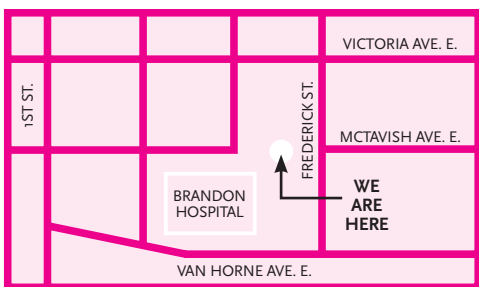 VICTORIA AVE. E.
1ST ST.
FREDERICK ST.
MCTAVISH AVE. E.
BRANDON
HOSPITAL
WE
ARE
HERE
VAN HORNE AVE. E.